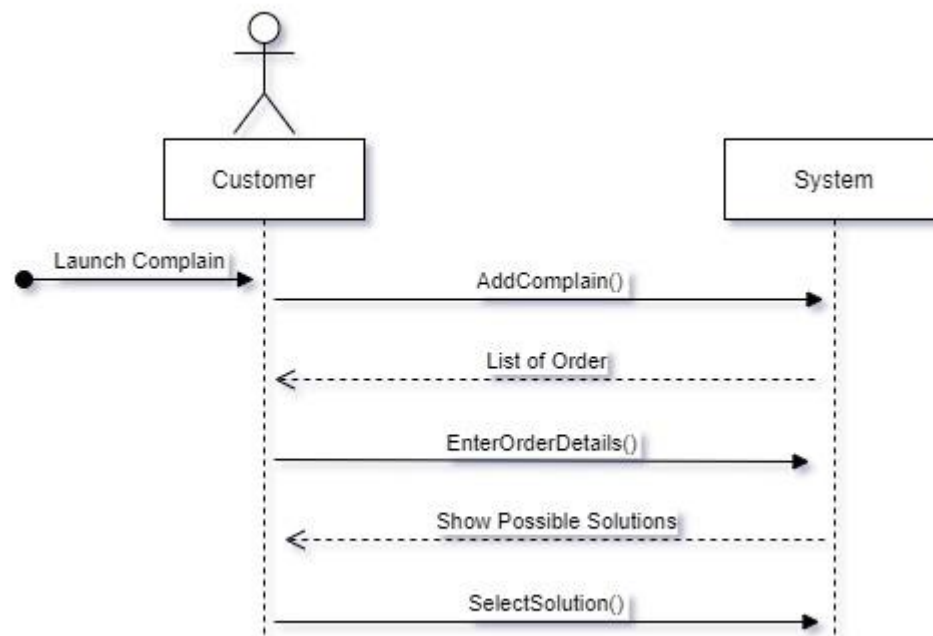 Customer
System
Launch Complain
AddComplain()
List of Order
EnterOrderDetails()
Show Possible Solutions
SelectSolution()